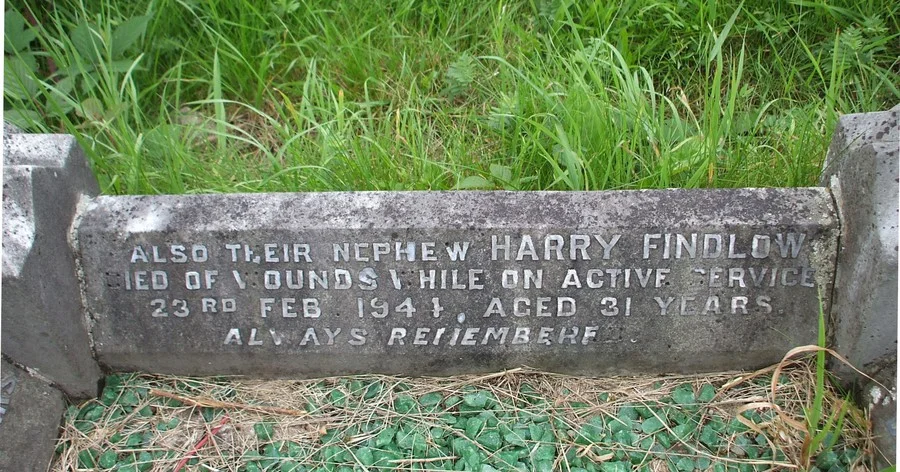 ALSO THEIR NEPHEW HARRY FINDLOW
DIED OF WOUNDS WHILE ON ACTIVE SERVICE
23RD FEB 1944, AGED 31 YEARS.
ALWAYS REMEMBERED.